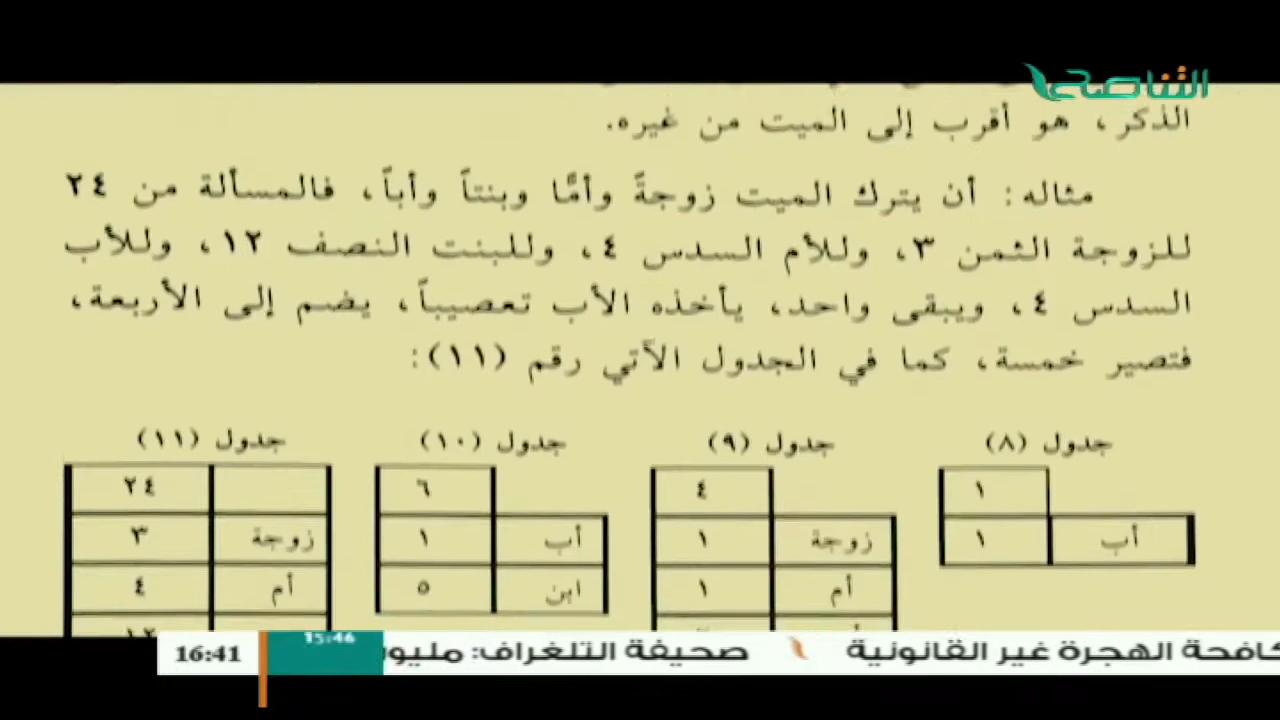 التناصح
الذكر، هو أقرب إلى الميت من غيره.
مثاله: أن يترك الميت زوجةً وأمًّا وبنتاً وأباً، فالمسألة من ٢٤
للزوجة الثمن ٣، وللأم السدس ٤، وللبنت النصف ١٢، وللأب
السدس ٤، ويبقى واحد، يأخذه الأب تعصيباً، يضم إلى الأربعة،
فتصير خمسة، كما في الجدول الآتي رقم (١١):
جدول (٨) جدول (٩) جدول (١٠) جدول (١١)
١ ٤ ٦ ٢٤
أب ١ زوجة ١ أب ١ زوجة ٣
أم ١ ابن ٥ أم ٤
١٢
كافحة الهجرة غير القانونية صحيفة التلغراف: مليون
15:46
16:41